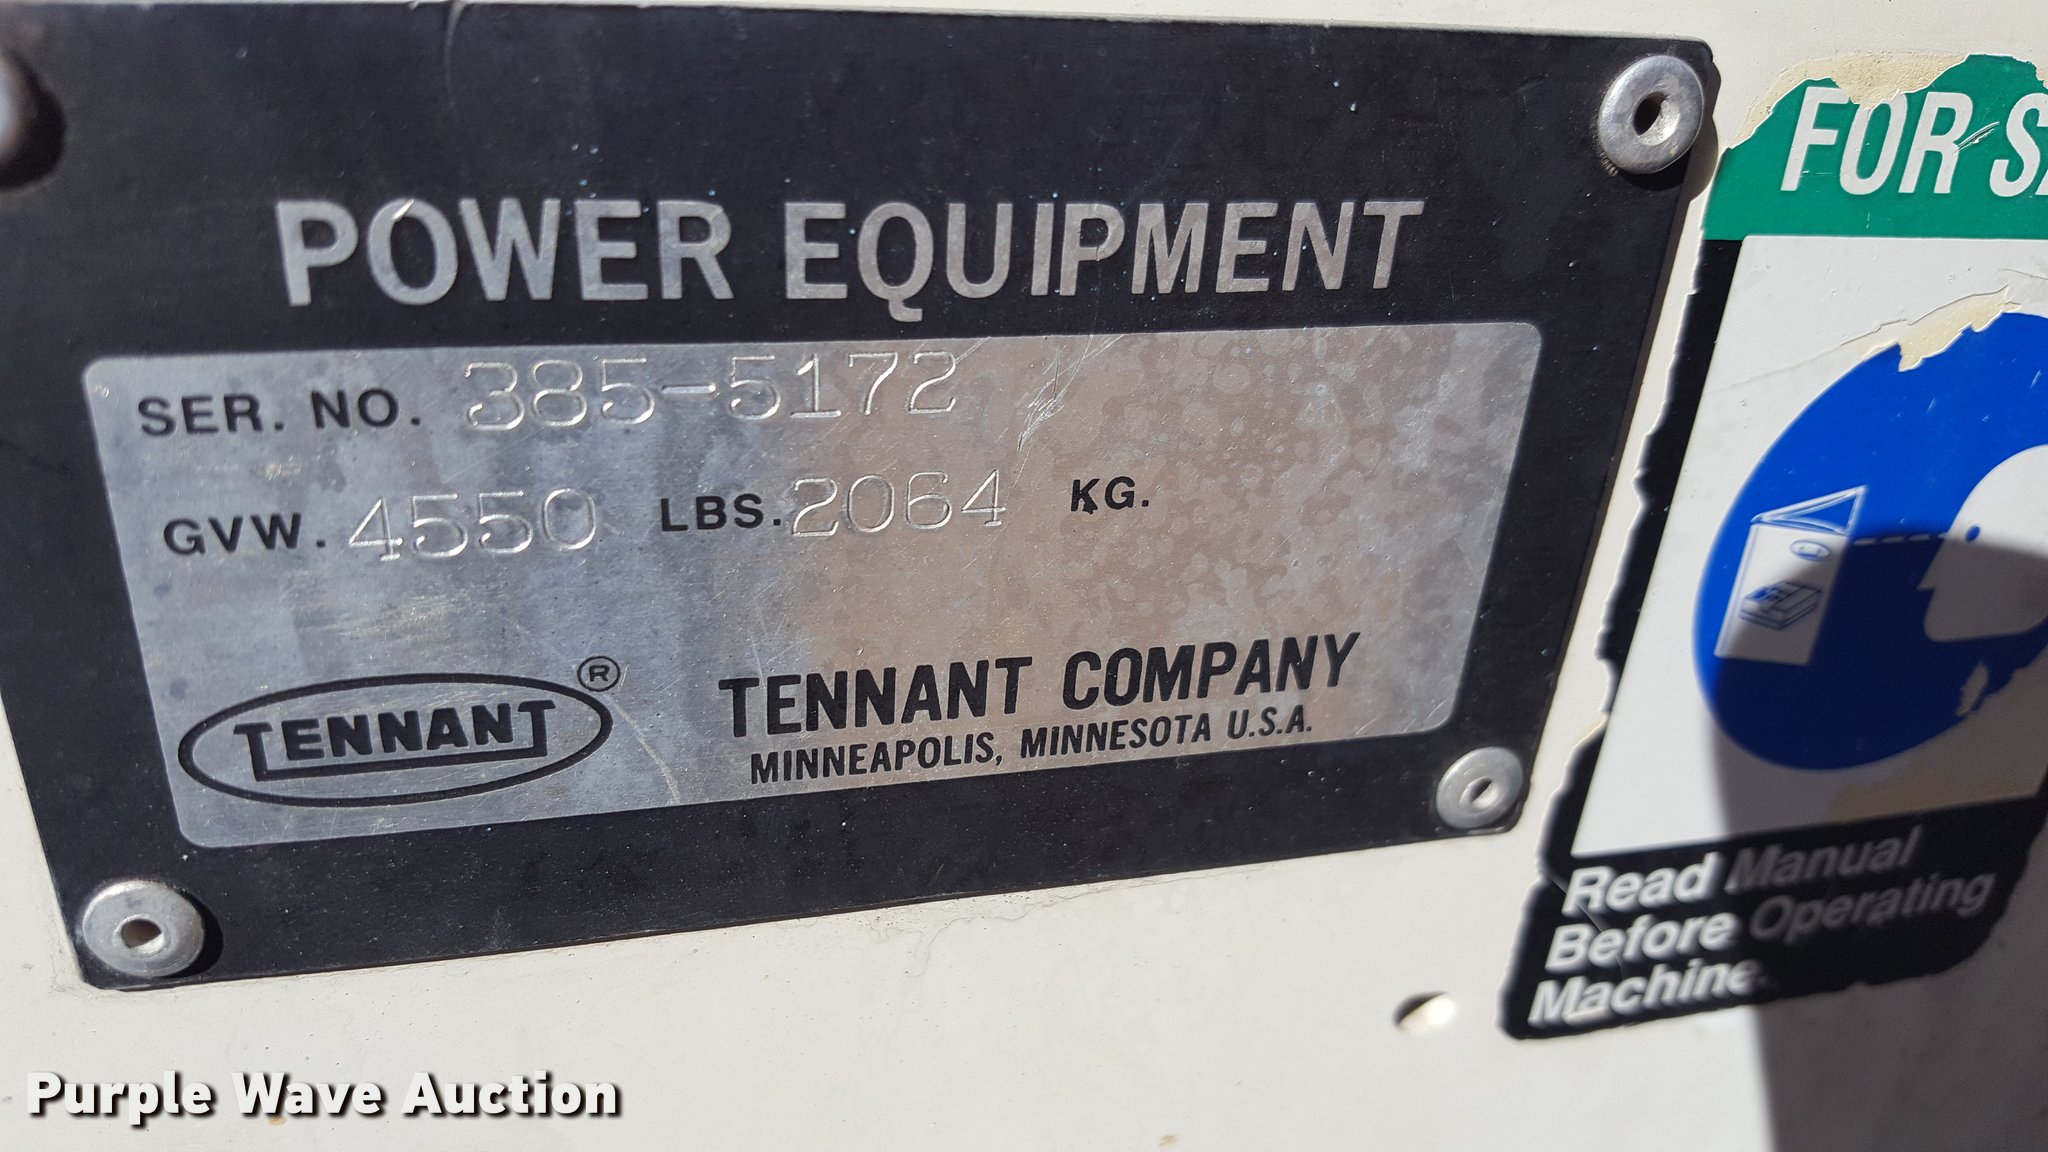 POWER EQUIPMENT
SER. NO. 385-5172
GVW. 4550 LBS. 2064 KG.
TENNANT ®
TENNANT COMPANY
MINNEAPOLIS, MINNESOTA U.S.A.
FOR
Read Manual
Before Operating
Machine.
Purple Wave Auction